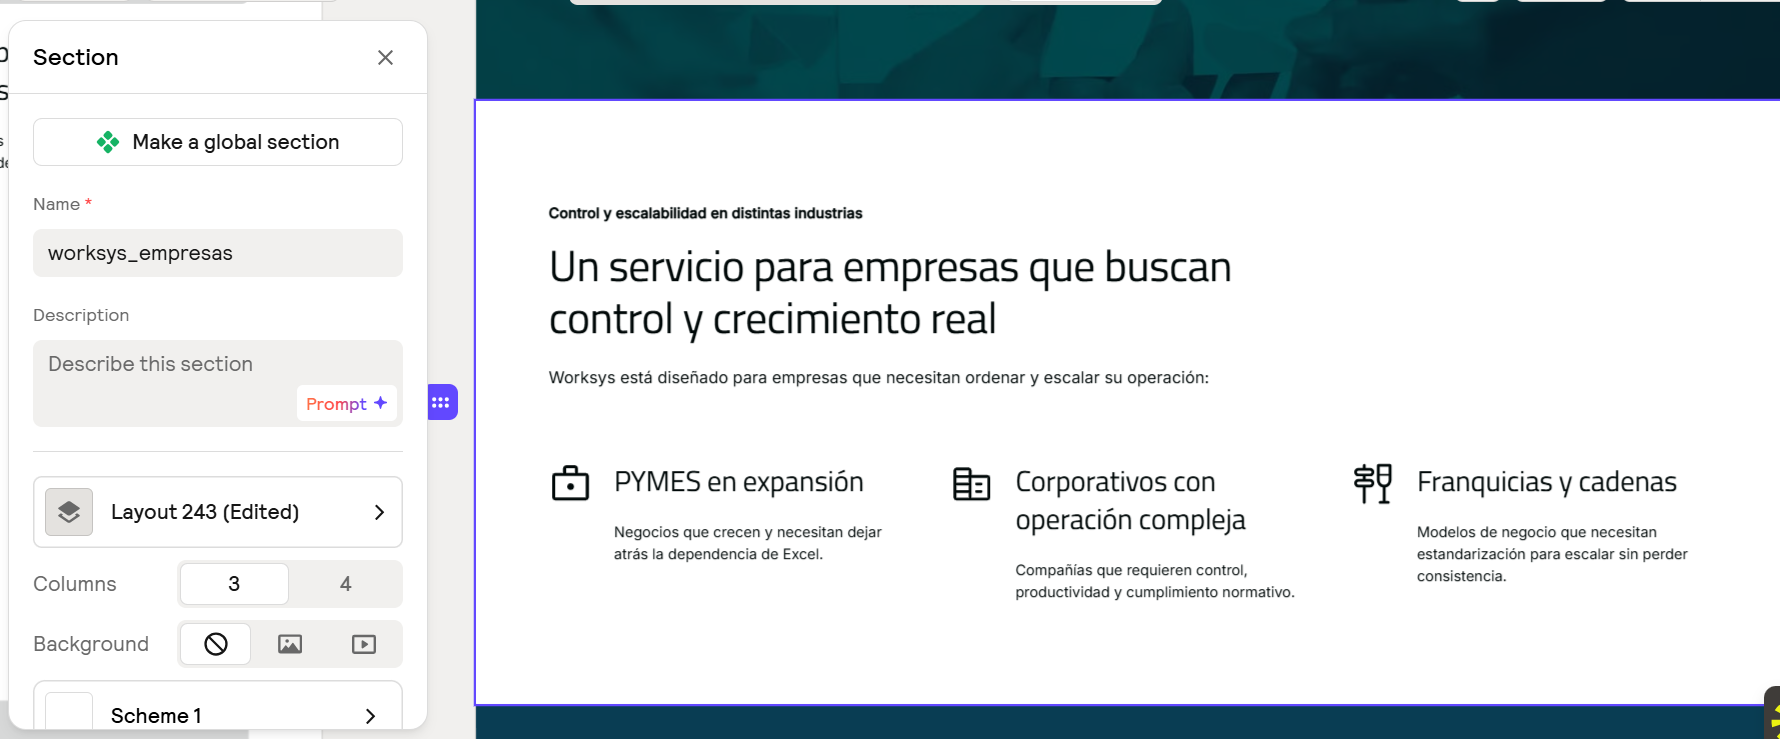 Section
Make a global section
Name *
worksys_empresas
Description
Describe this section
Prompt
Layout 243 (Edited)
Columns
3
4
Background
Scheme 1
Control y escalabilidad en distintas industrias
Un servicio para empresas que buscan
control y crecimiento real
Worksys está diseñado para empresas que necesitan ordenar y escalar su operación:
PYMES en expansión
Negocios que crecen y necesitan dejar
atrás la dependencia de Excel.
Corporativos con
operación compleja
Compañías que requieren control,
productividad y cumplimiento normativo.
Franquicias y cadenas
Modelos de negocio que necesitan
estandarización para escalar sin perder
consistencia.